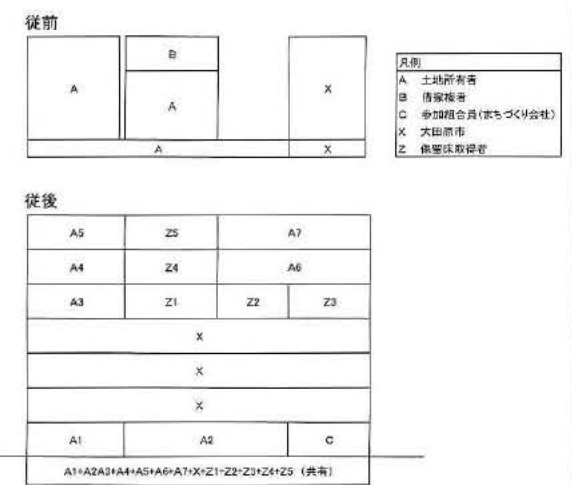 従前
B
A
A
X
A
X
凡例
A 土地所有者
B 借家権者
C 参加組合員(まちづくり会社)
X 大田原市
Z 保留床取得者
従後
A5 Z5 A7
A4 Z4 A6
A3 Z1 Z2 Z3
X
X
X
A1 A2 C
A1+A2A3+A4+A5+A6+A7+X+Z1+Z2+Z3+Z4+Z5 (共有)